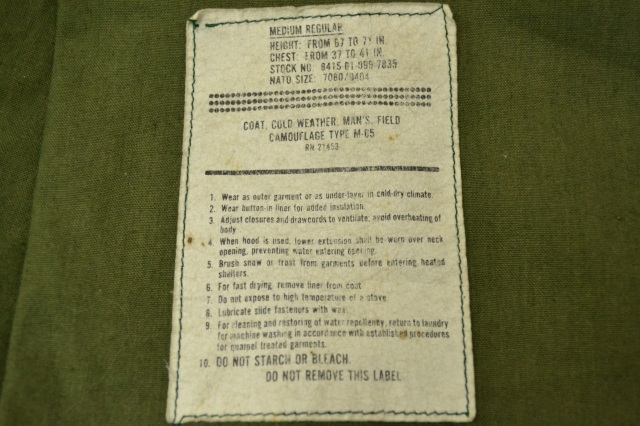 MEDIUM REGULAR
HEIGHT: FROM 67 TO 71 IN.
CHEST: FROM 37 TO 41 IN.
STOCK NO. 8415-01-099-7835
NATO SIZE: 7080/9404
COAT, COLD WEATHER, MAN'S, FIELD
CAMOUFLAGE TYPE M-65
RN 21453
1. Wear as outer garment or as under-layer in cold-dry climate.
2. Wear button-in liner for added insulation.
3. Adjust closures and drawcords to ventilate; avoid overheating of
body
4. When hood is used, lower extension shall be worn over neck
opening, preventing water entering opening.
5. Brush snow or frost from garments before entering heated
shelters.
6. For fast drying, remove liner from coat
7. Do not expose to high temperature of a stove
8. Lubricate slide fasteners with wax.
9. For cleaning and restoring of water repellency, return to laundry
for machine washing in accordance with established procedures
for quarpel treated garments.
10. DO NOT STARCH OR BLEACH.
DO NOT REMOVE THIS LABEL